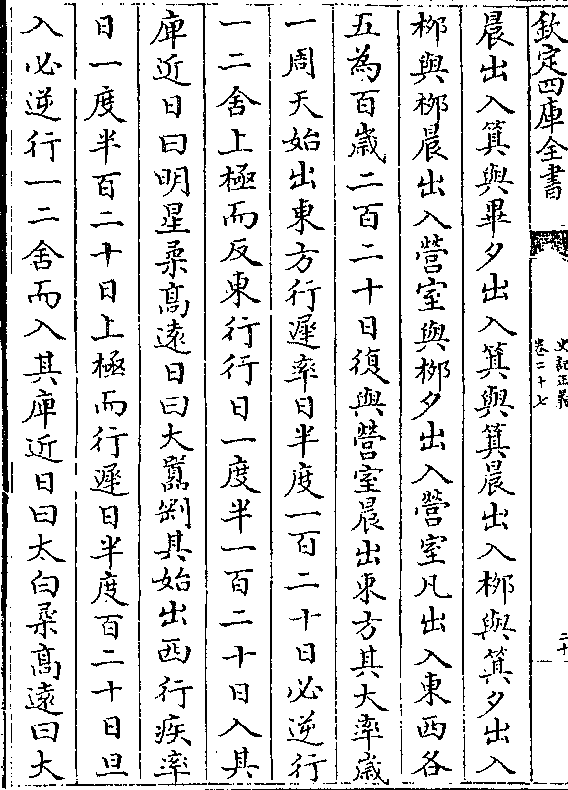 欽定四庫全書
史記正義
卷二十七
二十
晨出入箕與畢夕出入箕與箕晨出入栁與箕夕出入
栁與栁晨出入營室與栁夕出入營室凡出入東西各
五為百歲二百二十日復與營室晨出東方其大率歲
一周天始出東方行遲率日半度一百二十日必逆行
一二舍上極而反東行行日一度半一百二十日入其
庳近日曰明星柔髙遠日曰大嚻剛其始出西行疾率
日一度半百二十日上極而行遲日半度百二十日旦
入必逆行一二舍而入其庳近日曰大白柔髙遠曰大